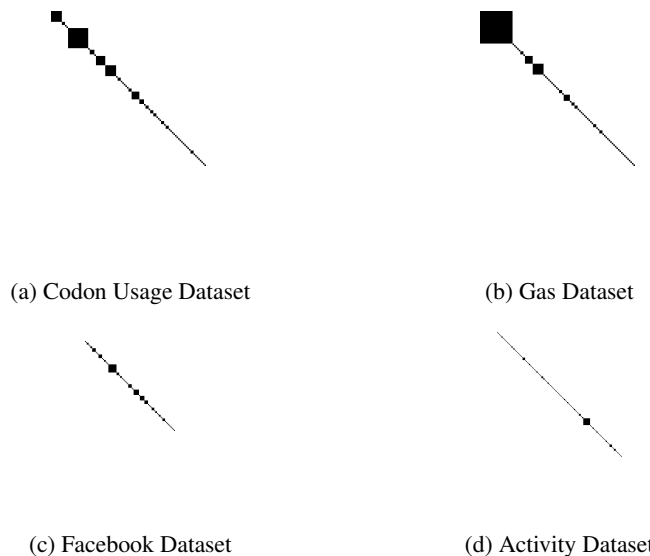 (a) Codon Usage Dataset
(b) Gas Dataset
(c) Facebook Dataset
(d) Activity Dataset